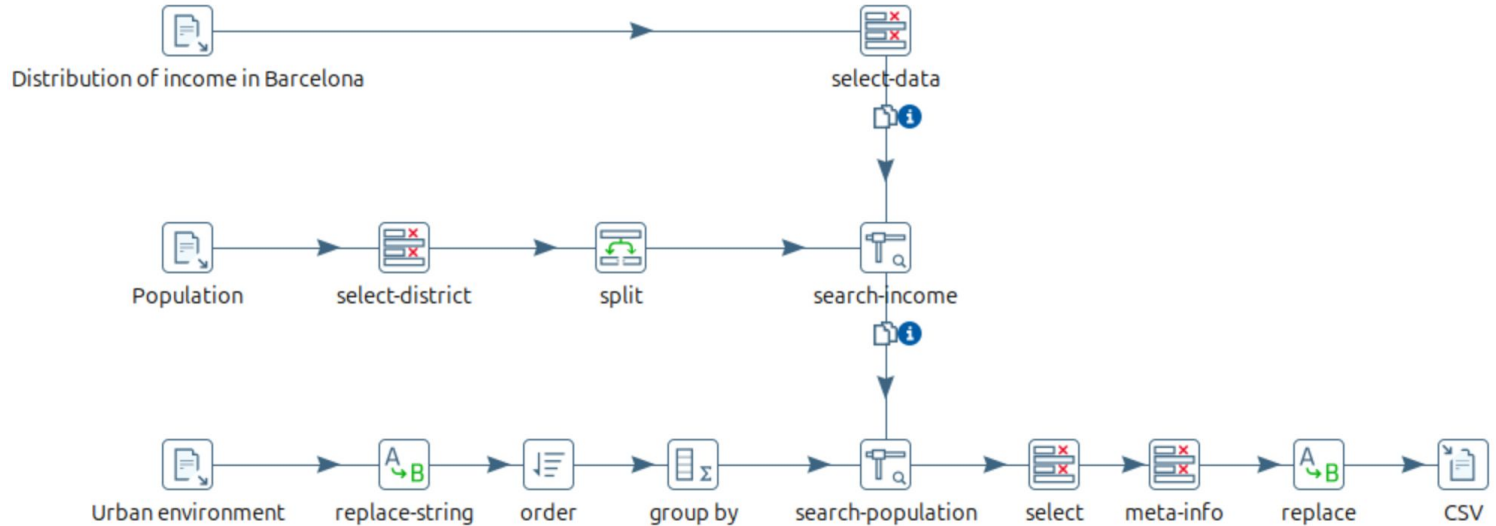 Distribution of income in Barcelona
select-data
Population
select-district
split
search-income
A
B
A
B
Urban environment
replace-string
order
group by
search-population
select
meta-info
replace
CSV